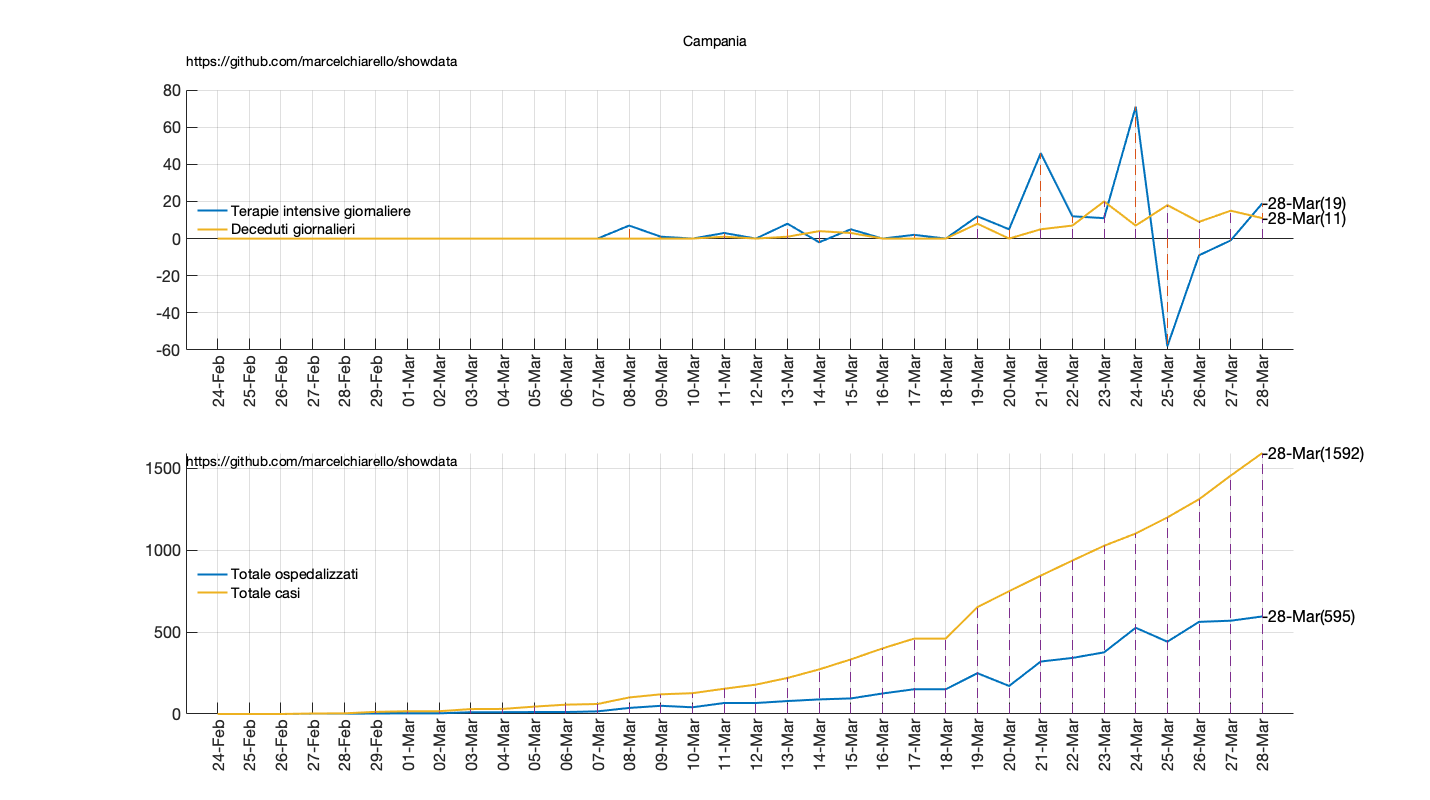 Campania
https://github.com/marcelchiarello/showdata
80
60
40
20
0
-20
-40
-60
Terapie intensive giornaliere
Deceduti giornalieri
28-Mar(19)
28-Mar(11)
24-Feb
25-Feb
26-Feb
27-Feb
28-Feb
29-Feb
01-Mar
02-Mar
03-Mar
04-Mar
05-Mar
06-Mar
07-Mar
08-Mar
09-Mar
10-Mar
11-Mar
12-Mar
13-Mar
14-Mar
15-Mar
16-Mar
17-Mar
18-Mar
19-Mar
20-Mar
21-Mar
22-Mar
23-Mar
24-Mar
25-Mar
26-Mar
27-Mar
28-Mar
https://github.com/marcelchiarello/showdata
1500
1000
500
0
Totale ospedalizzati
Totale casi
28-Mar(1592)
28-Mar(595)
24-Feb
25-Feb
26-Feb
27-Feb
28-Feb
29-Feb
01-Mar
02-Mar
03-Mar
04-Mar
05-Mar
06-Mar
07-Mar
08-Mar
09-Mar
10-Mar
11-Mar
12-Mar
13-Mar
14-Mar
15-Mar
16-Mar
17-Mar
18-Mar
19-Mar
20-Mar
21-Mar
22-Mar
23-Mar
24-Mar
25-Mar
26-Mar
27-Mar
28-Mar